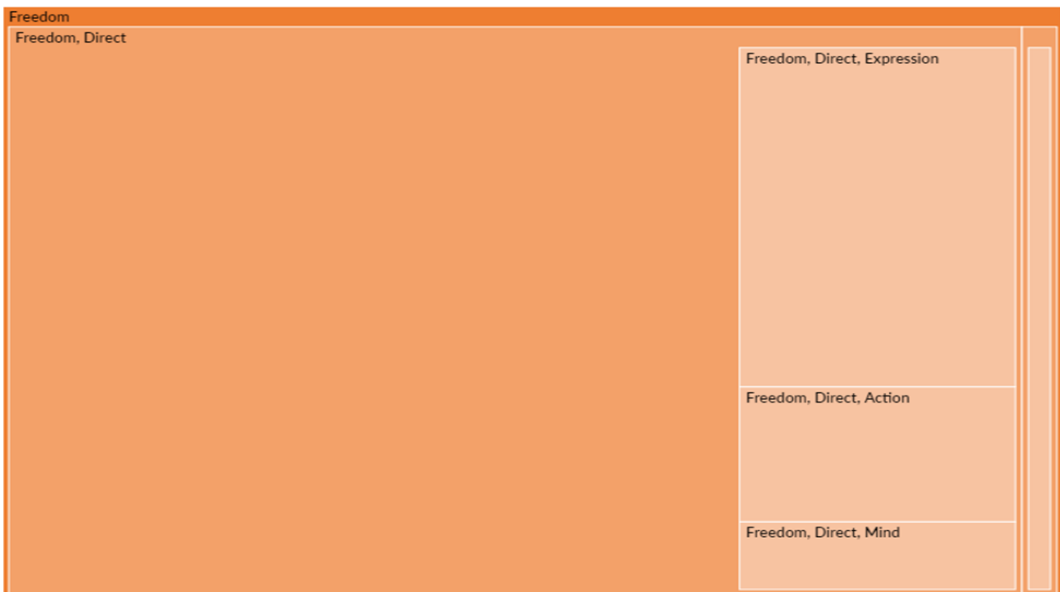 Freedom
Freedom, Direct
Freedom, Direct, Expression
Freedom, Direct, Action
Freedom, Direct, Mind